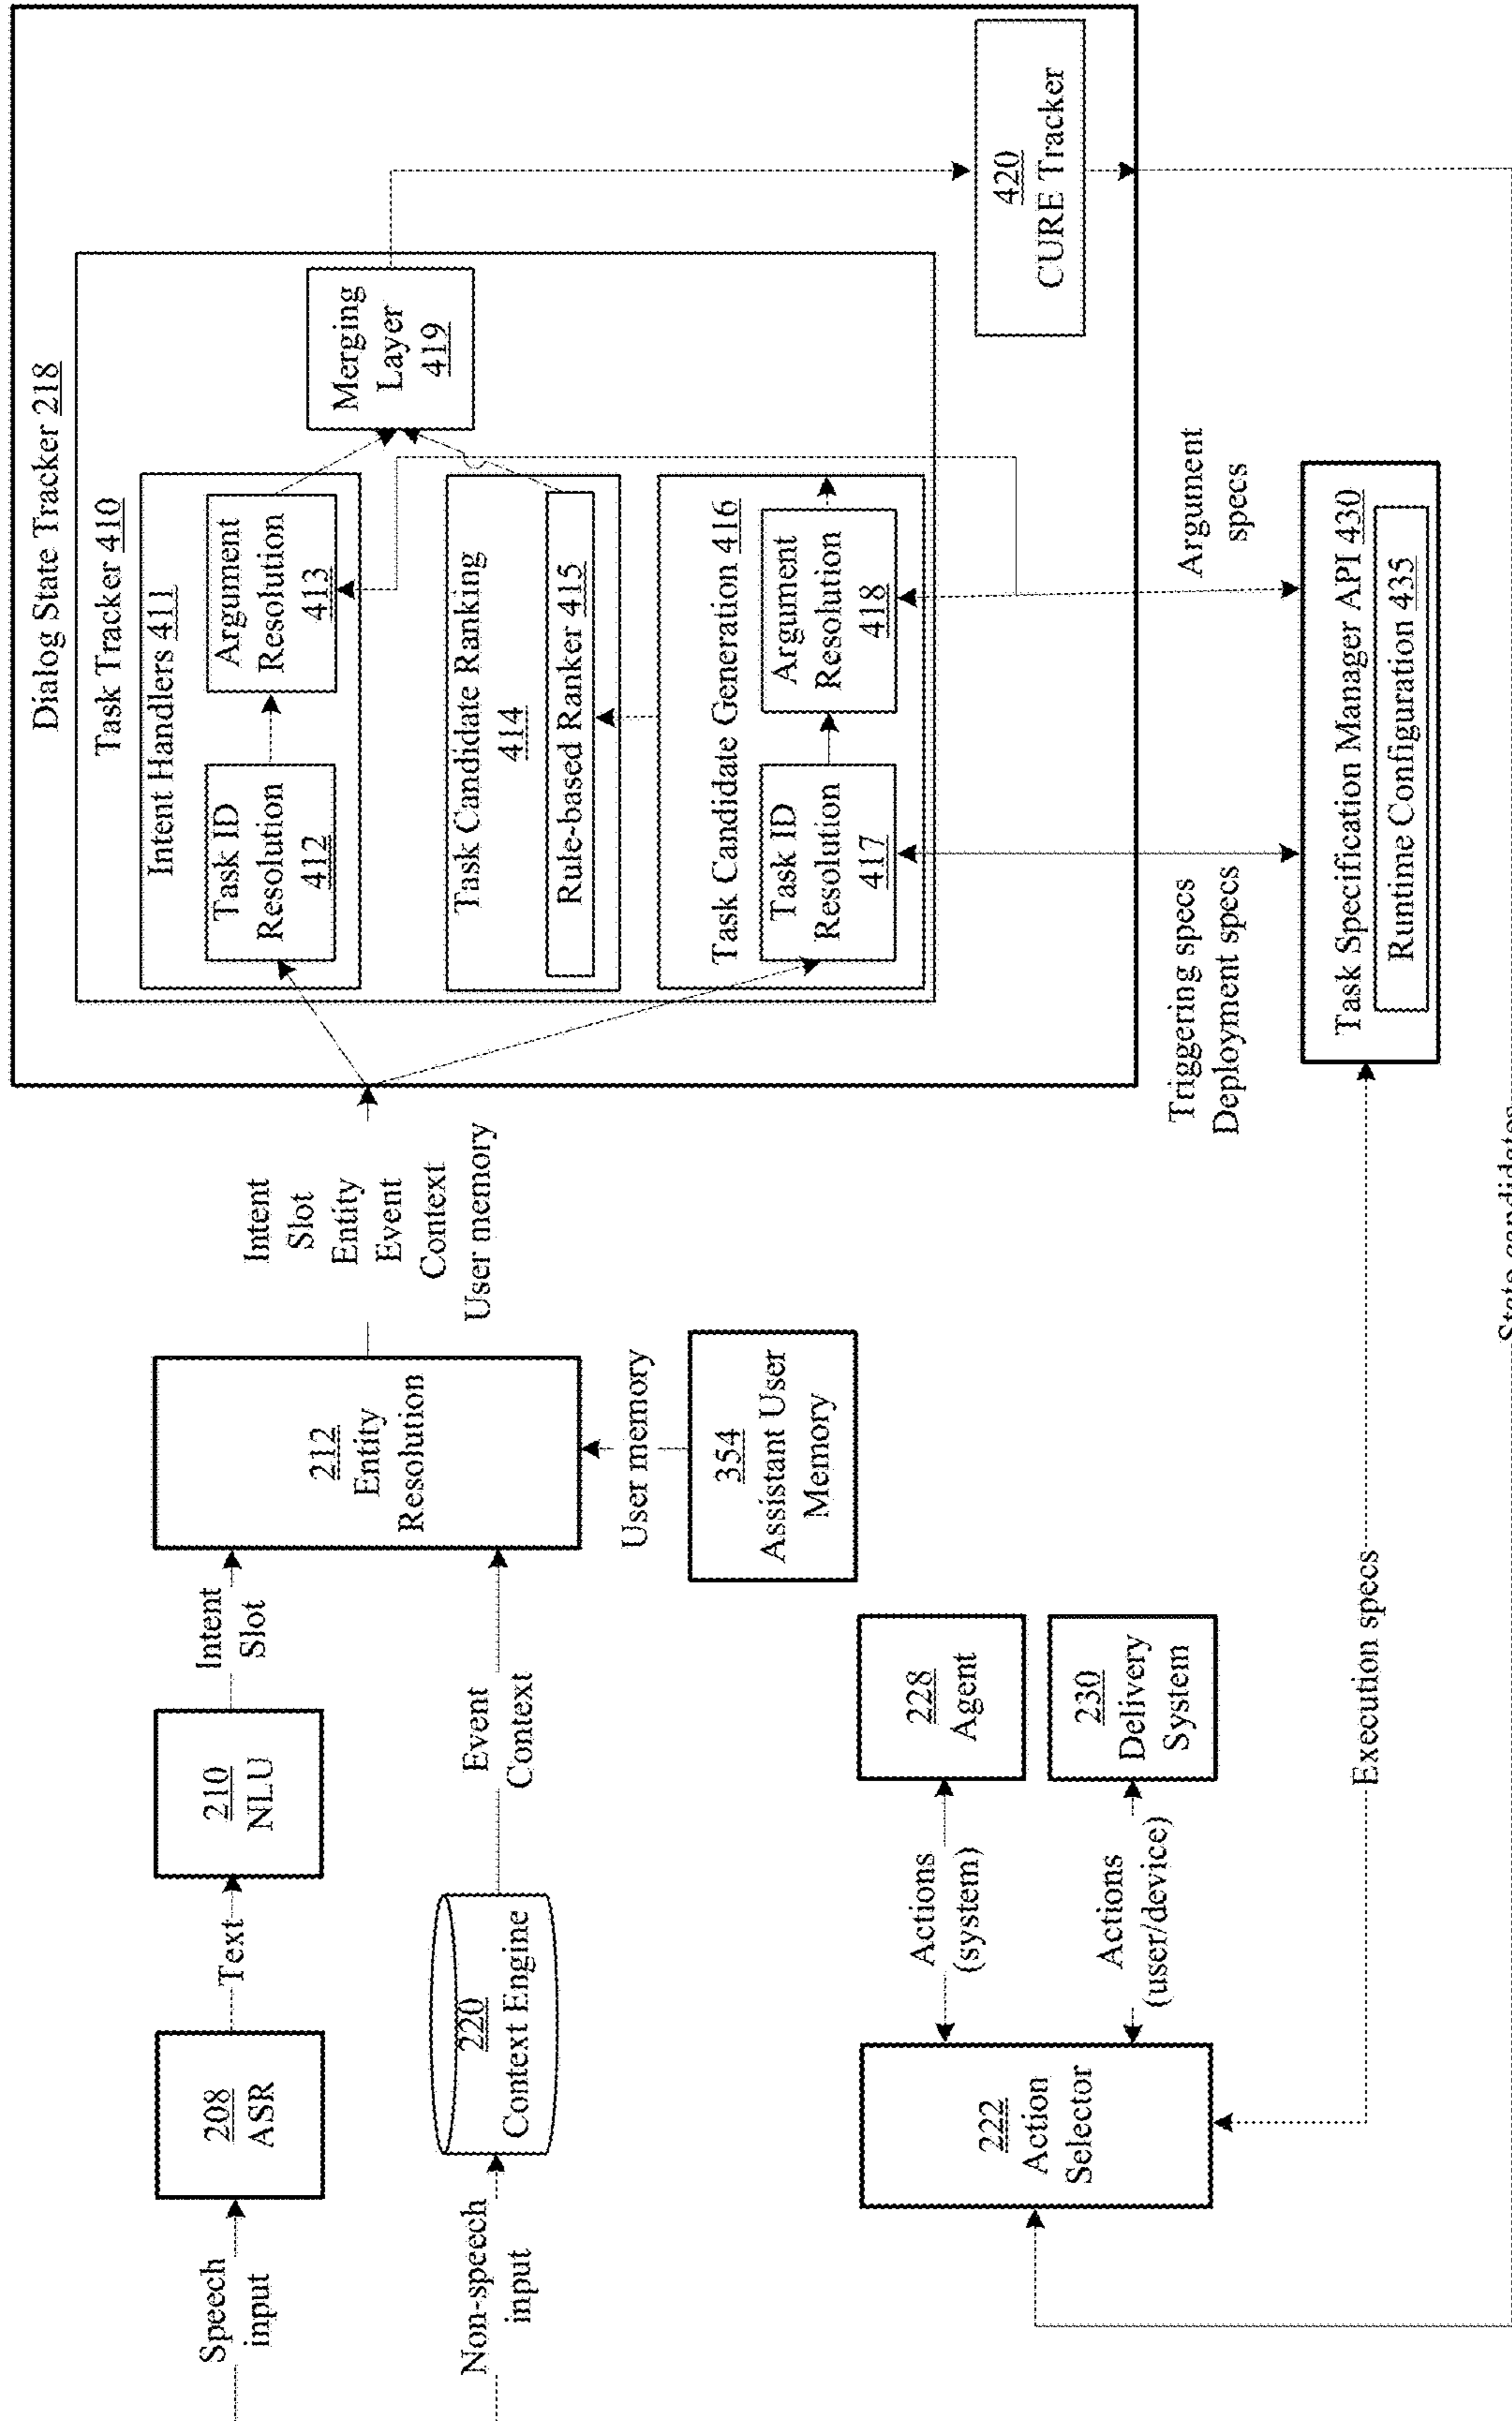 Speech
input
208
ASR
Text
210
NLU
Intent
Slot
Non-speech
input
220
Context Engine
Event
Context
212
Entity
Resolution
User memory
354
Assistant User
Memory
Intent
Slot
Entity
Event
Context
User memory
Dialog State Tracker 218
Task Tracker 410
Intent Handlers 411
Task ID
Resolution
412
Argument
Resolution
413
Merging
Layer
419
Task Candidate Ranking
414
Rule-based Ranker 415
Task Candidate Generation 416
Task ID
Resolution
417
Argument
Resolution
418
420
CURE Tracker
Triggering specs
Deployment specs
Argument
specs
Task Specification Manager API 430
Runtime Configuration 435
222
Action
Selector
Actions
(system)
228
Agent
Actions
(user/device)
230
Delivery
System
Execution specs
State candidates